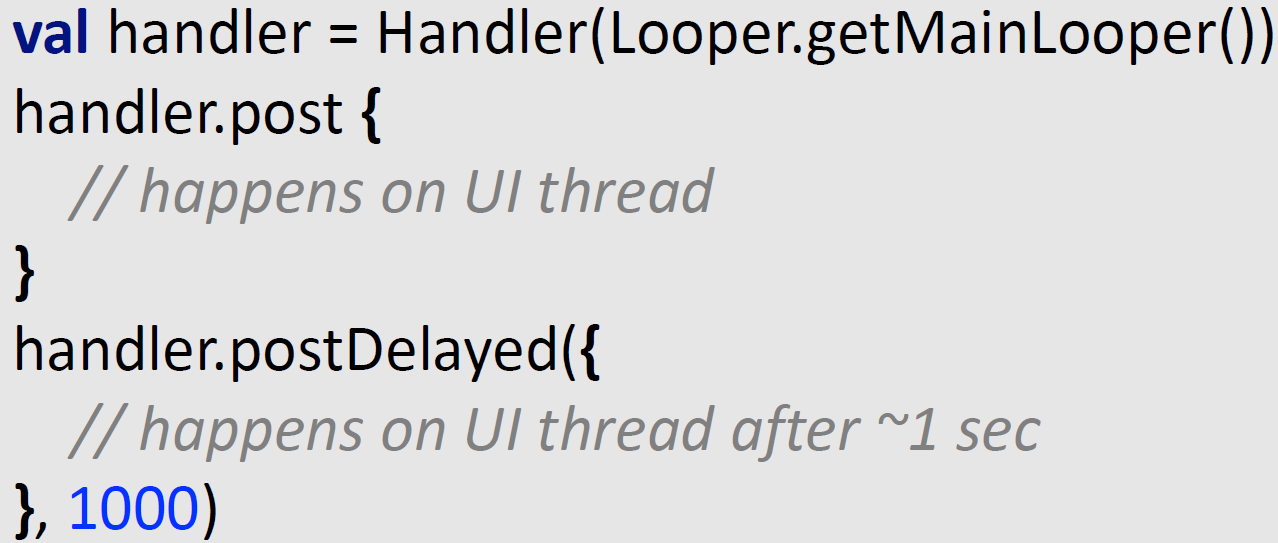 val handler = Handler(Looper.getMainLooper())
handler.post {
// happens on UI thread
}
handler.postDelayed({
// happens on UI thread after ~1 sec
}, 1000)